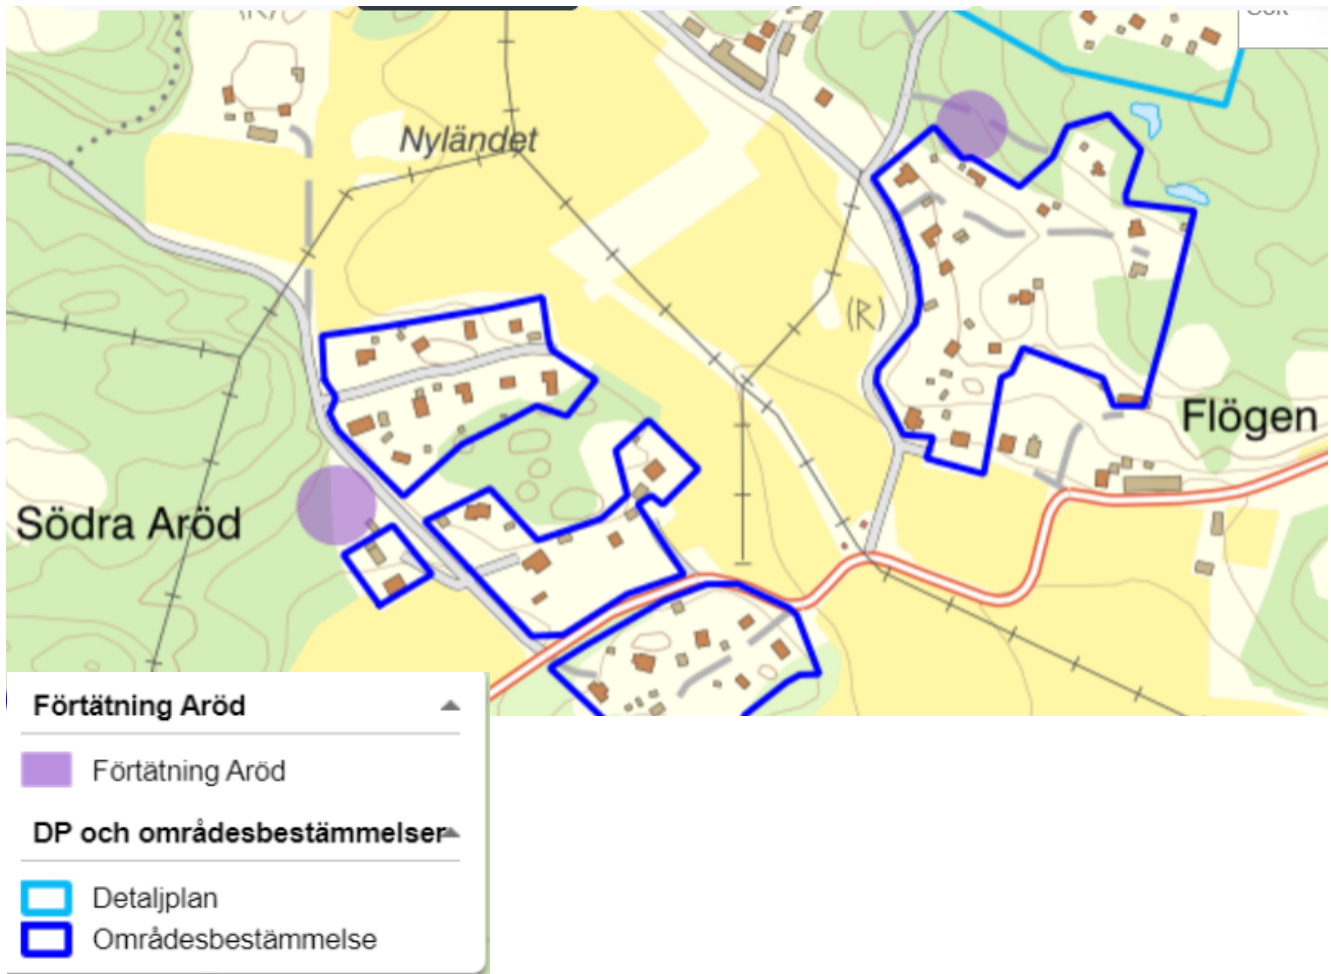 Nyländet
(R)
Flögen
Södra Aröd
Förtätning Aröd
Förtätning Aröd
DP och områdesbestämmelser
Detaljplan
Områdesbestämmelse